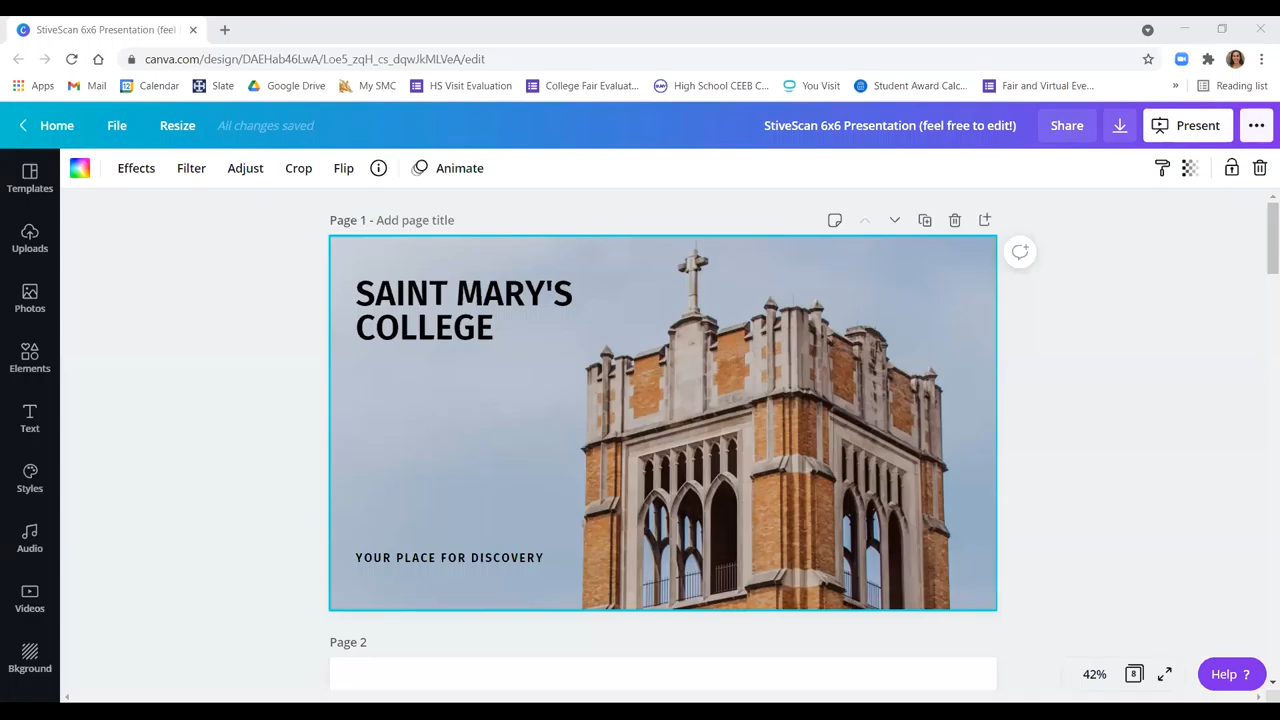 StiveScan 6x6 Presentation (feel
canva.com/design/DAEHab46LwA/Loe5_zqH_cs_dqwJkMLVeA/edit
Apps Mail Calendar Slate Google Drive My SMC HS Visit Evaluation College Fair Evaluat... High School CEEB C... You Visit Student Award Calc... Fair and Virtual Eve... » Reading list
Home File Resize All changes saved StiveScan 6x6 Presentation (feel free to edit!) Share Present
Effects Filter Adjust Crop Flip Animate
Templates
Uploads
Photos
Elements
Text
Styles
Audio
Videos
Bkground
Page 1 - Add page title
SAINT MARY'S
COLLEGE
YOUR PLACE FOR DISCOVERY
Page 2
42% 8 Help ?